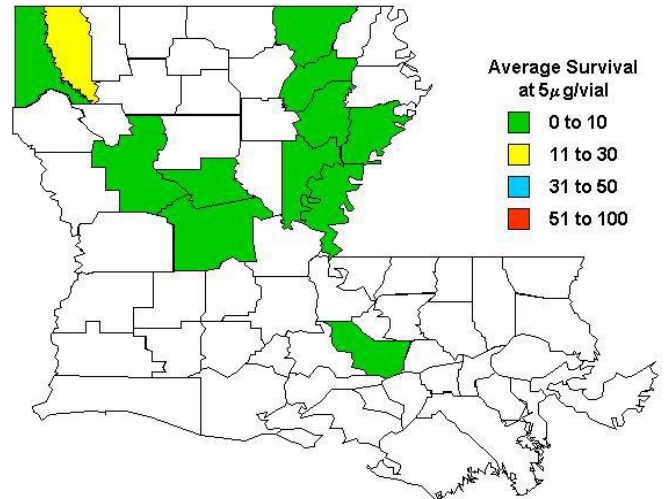 Average Survival
at 5μg/vial
0 to 10
11 to 30
31 to 50
51 to 100